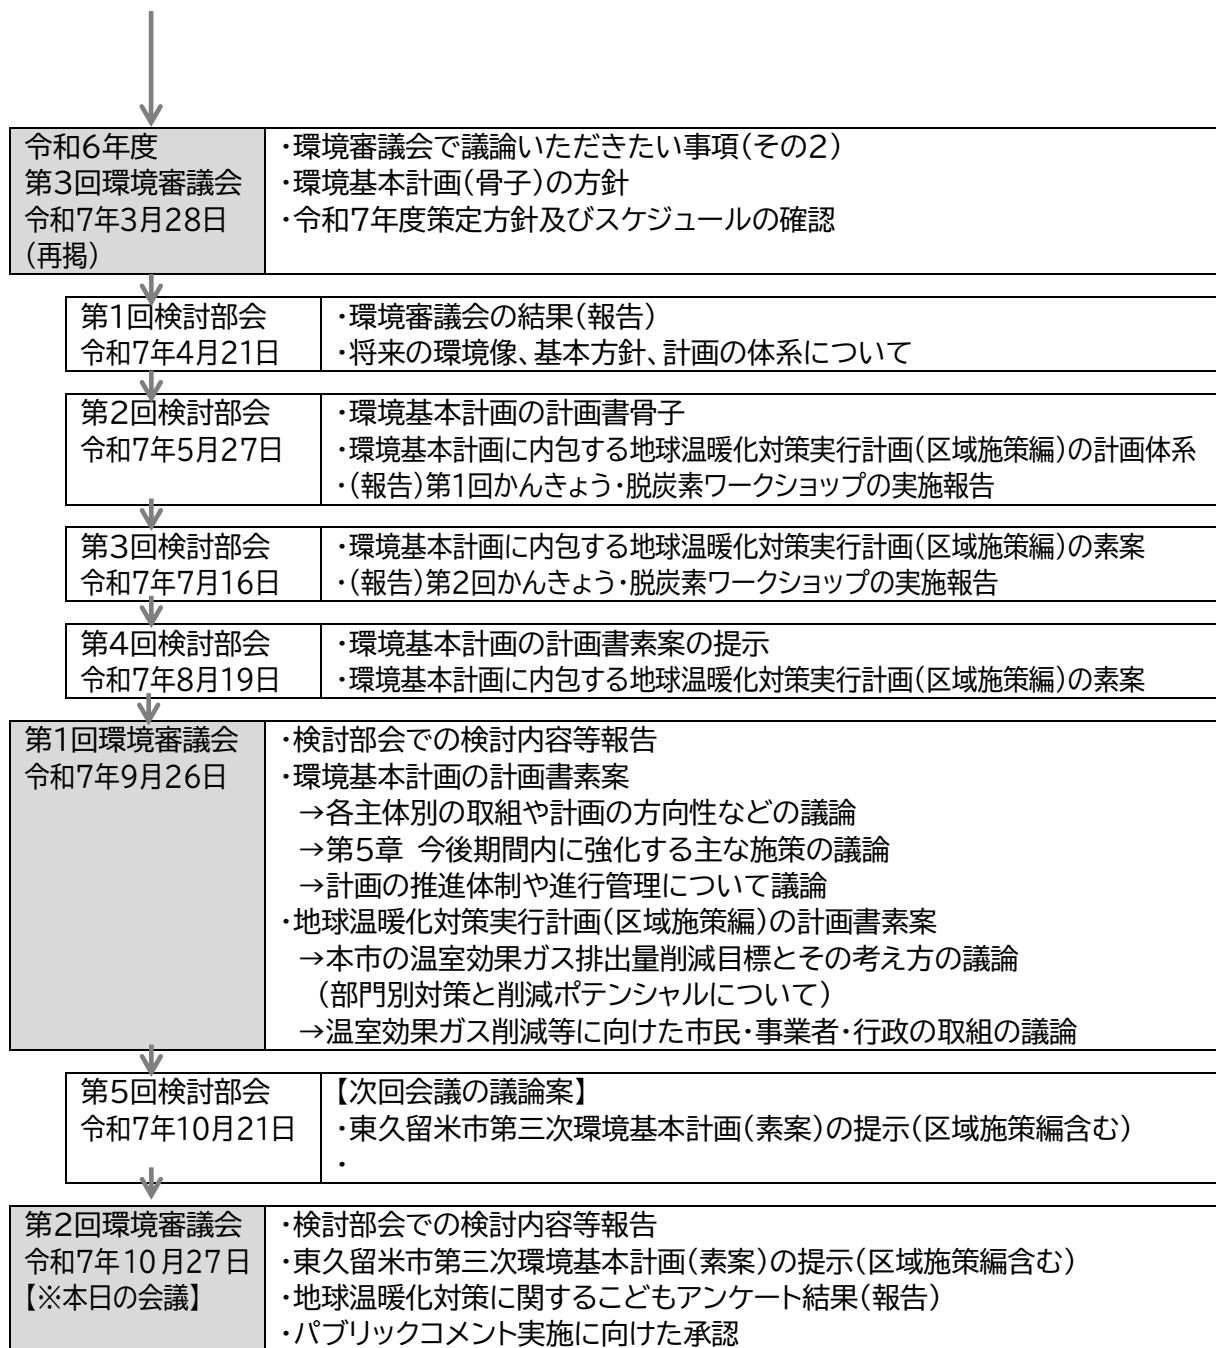 令和6年度
第3回環境審議会
令和7年3月28日
(再掲)
・環境審議会で議論いただきたい事項(その2)
・環境基本計画(骨子)の方針
・令和7年度策定方針及びスケジュールの確認
第1回検討部会
令和7年4月21日
・環境審議会の結果(報告)
・将来の環境像、基本方針、計画の体系について
第2回検討部会
令和7年5月27日
・環境基本計画の計画書骨子
・環境基本計画に内包する地球温暖化対策実行計画(区域施策編)の計画体系
・(報告)第1回かんきょう・脱炭素ワークショップの実施報告
第3回検討部会
令和7年7月16日
・環境基本計画に内包する地球温暖化対策実行計画(区域施策編)の素案
・(報告)第2回かんきょう・脱炭素ワークショップの実施報告
第4回検討部会
令和7年8月19日
・環境基本計画の計画書素案の提示
・環境基本計画に内包する地球温暖化対策実行計画(区域施策編)の素案
第1回環境審議会
令和7年9月26日
・検討部会での検討内容等報告
・環境基本計画の計画書素案
→各主体別の取組や計画の方向性などの議論
→第5章 今後期間内に強化する主な施策の議論
→計画の推進体制や進行管理について議論
・地球温暖化対策実行計画(区域施策編)の計画書素案
→本市の温室効果ガス排出量削減目標とその考え方の議論
(部門別対策と削減ポテンシャルについて)
→温室効果ガス削減等に向けた市民・事業者・行政の取組の議論
第5回検討部会
令和7年10月21日
【次回会議の議論案】
・東久留米市第三次環境基本計画(素案)の提示(区域施策編含む)
・
第2回環境審議会
令和7年10月27日
【※本日の会議】
・検討部会での検討内容等報告
・東久留米市第三次環境基本計画(素案)の提示(区域施策編含む)
・地球温暖化対策に関するこどもアンケート結果(報告)
・パブリックコメント実施に向けた承認